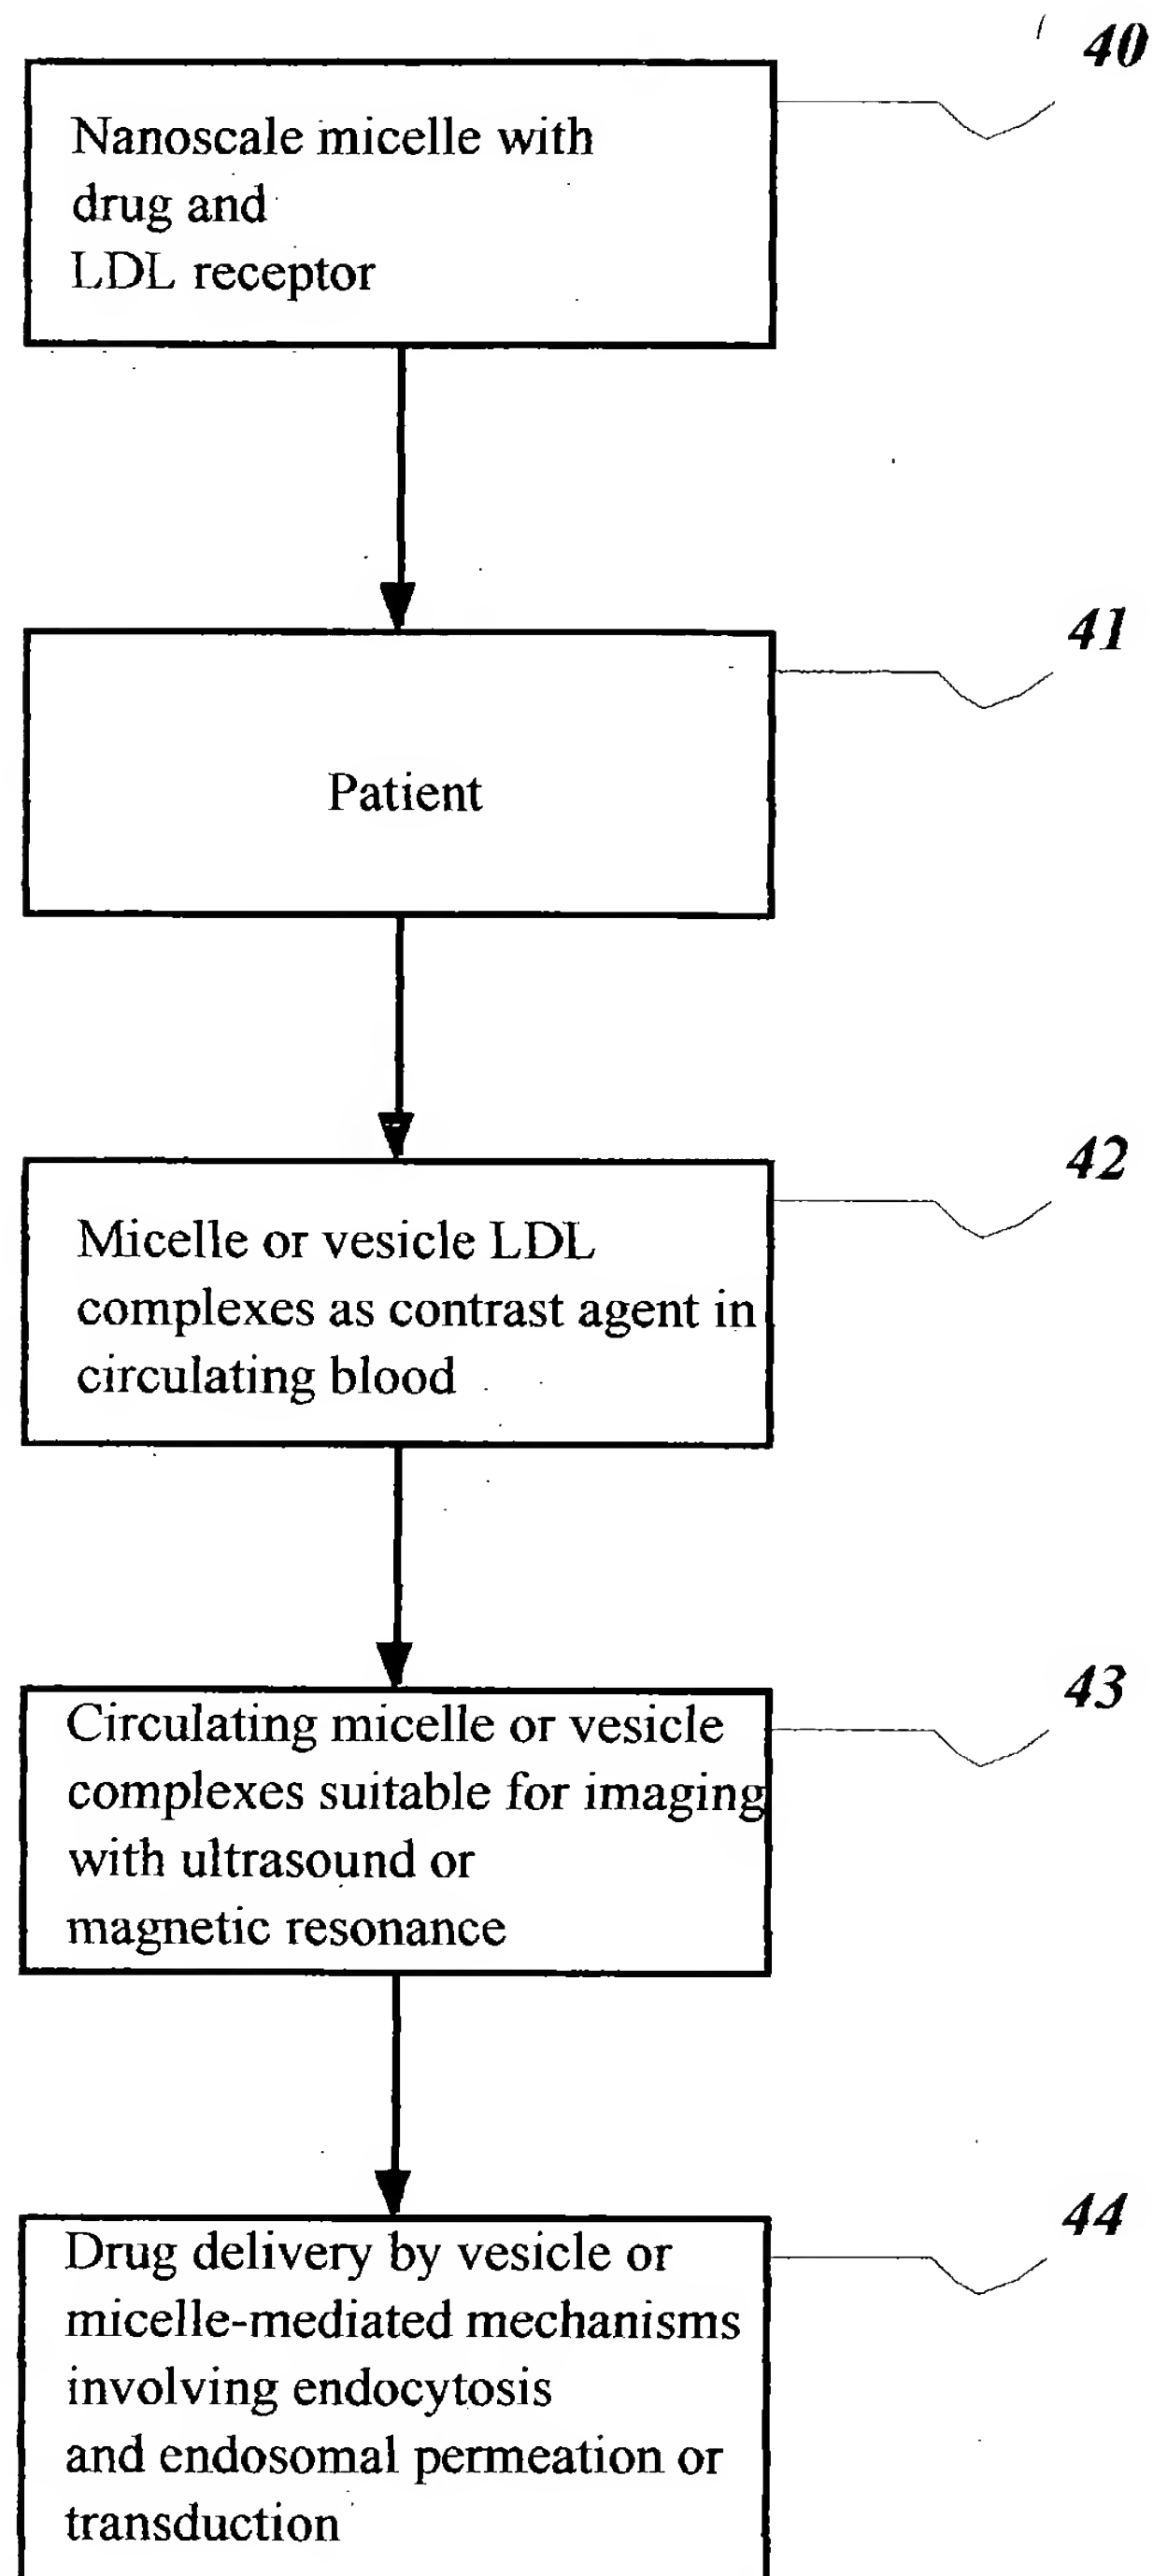 40
Nanoscale micelle with
drug and
LDL receptor
41
Patient
42
Micelle or vesicle LDL
complexes as contrast agent in
circulating blood
43
Circulating micelle or vesicle
complexes suitable for imaging
with ultrasound or
magnetic resonance
44
Drug delivery by vesicle or
micelle-mediated mechanisms
involving endocytosis
and endosomal permeation or
transduction